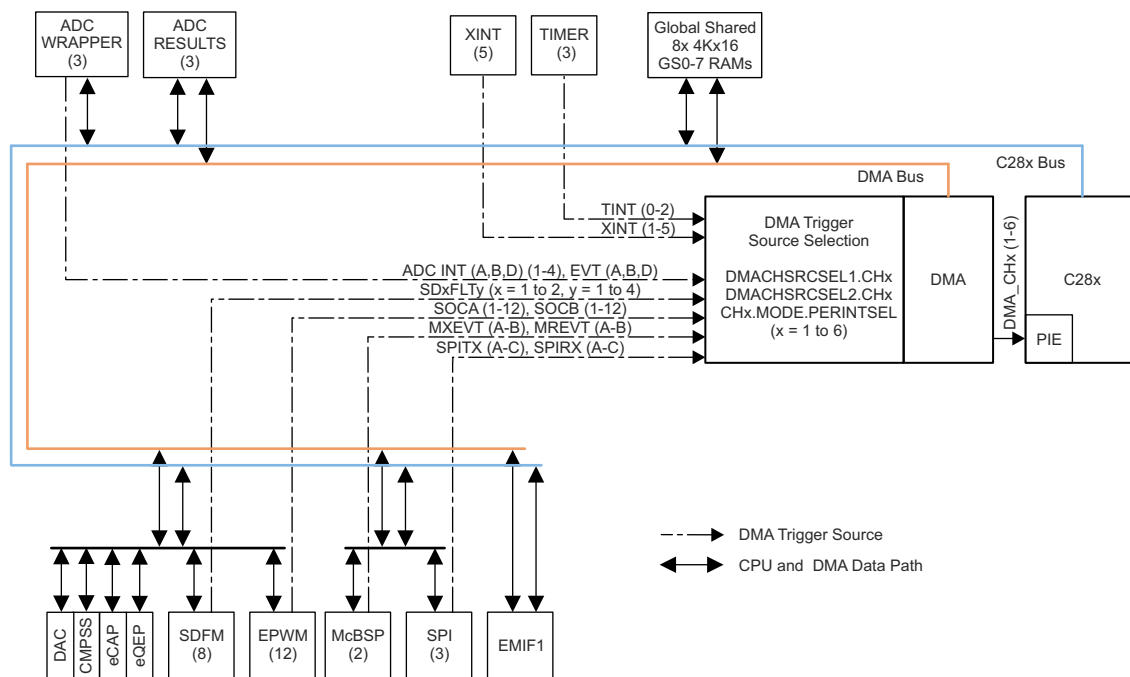 ADC
WRAPPER
(3)
ADC
RESULTS
(3)
XINT
(5)
TIMER
(3)
Global Shared
8x 4Kx16
GS0-7 RAMs
C28x Bus
DMA Bus
TINT (0-2)
XINT (1-5)
ADC INT (A,B,D) (1-4), EVT (A,B,D)
SDxFLTy (x = 1 to 2, y = 1 to 4)
SOCA (1-12), SOCB (1-12)
MXEVT (A-B), MREVT (A-B)
SPITX (A-C), SPIRX (A-C)
DMA Trigger
Source Selection
DMACHSRCSEL1.CHx
DMACHSRCSEL2.CHx
CHx.MODE.PERINTSEL
(x = 1 to 6)
DMA
DMA_CHx (1-6)
C28x
PIE
DMA Trigger Source
CPU and DMA Data Path
DAC
CMPSS
eCAP
eQEP
SDFM
(8)
EPWM
(12)
McBSP
(2)
SPI
(3)
EMIF1